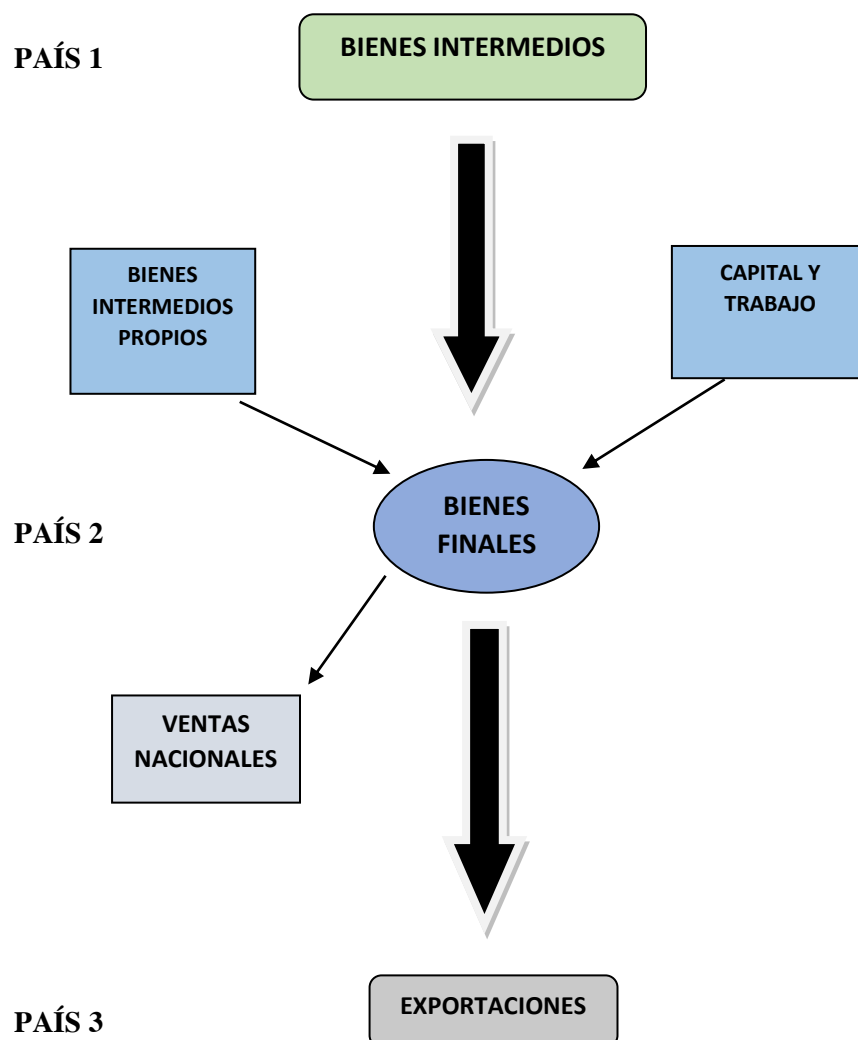 PAÍS 1
BIENES INTERMEDIOS
BIENES
INTERMEDIOS
PROPIOS
CAPITAL Y
TRABAJO
PAÍS 2
BIENES
FINALES
VENTAS
NACIONALES
PAÍS 3
EXPORTACIONES